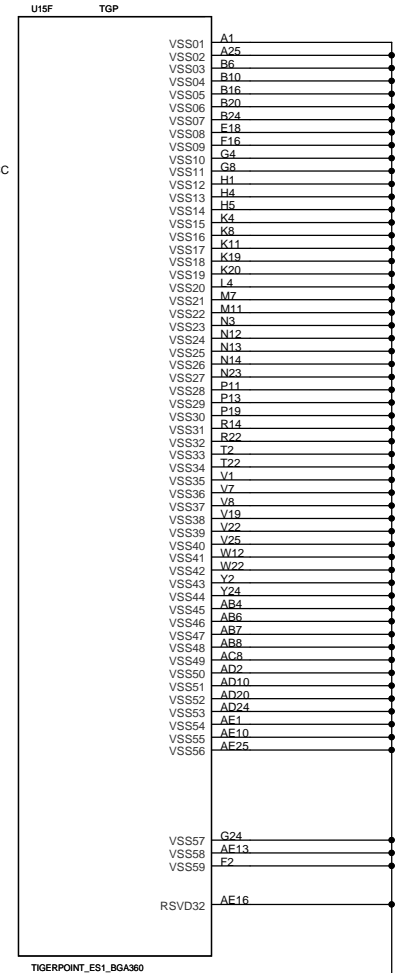 U15F TGP
VSS01 A1
VSS02 A25
VSS03 B6
VSS04 B10
VSS05 B16
VSS06 B20
VSS07 B24
VSS08 E18
VSS09 F16
VSS10 G4
C
VSS11 G8
VSS12 H1
VSS13 H4
VSS14 H5
VSS15 K4
VSS16 K8
VSS17 K11
VSS18 K19
VSS19 K20
VSS20 L4
VSS21 M7
VSS22 M11
VSS23 N3
VSS24 N12
VSS25 N13
VSS26 N14
VSS27 N23
VSS28 P11
VSS29 P13
VSS30 P19
VSS31 R14
VSS32 R22
VSS33 T2
VSS34 T22
VSS35 V1
VSS36 V7
VSS37 V8
VSS38 V19
VSS39 V22
VSS40 V25
VSS41 W12
VSS42 W22
VSS43 Y2
VSS44 Y24
VSS45 AB4
VSS46 AB6
VSS47 AB7
VSS48 AB8
VSS49 AC8
VSS50 AD2
VSS51 AD10
VSS52 AD20
VSS53 AD24
VSS54 AE1
VSS55 AE10
VSS56 AE25
VSS57 G24
VSS58 AE13
VSS59 F2
RSVD32 AE16
TIGERPOINT_ES1_BGA360